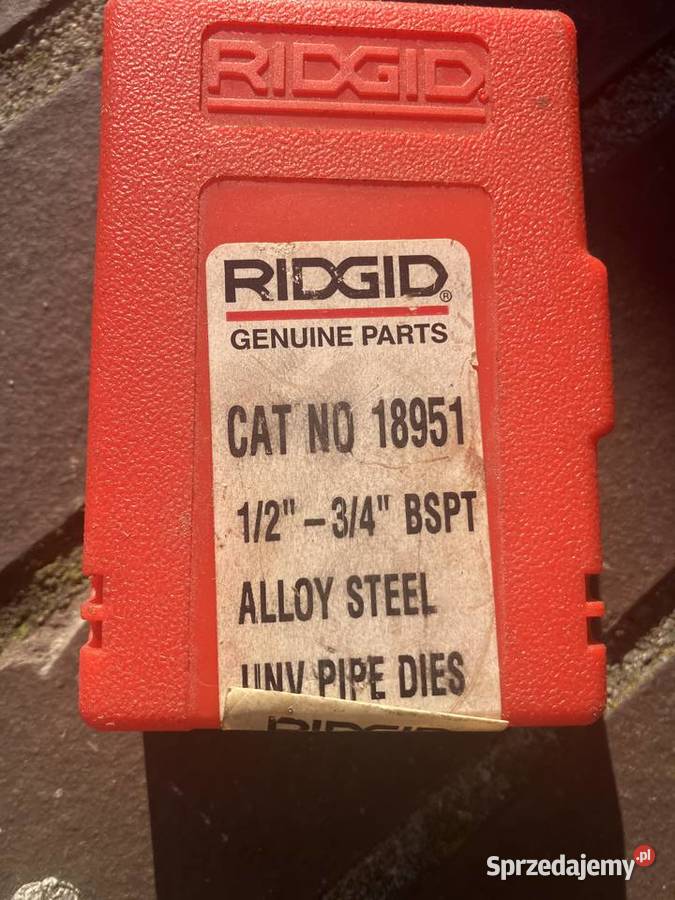 RIDGID
RIDGID®
GENUINE PARTS
CAT NO 18951
1/2" – 3/4" BSPT
ALLOY STEEL
UNV PIPE DIES
RIDGID
Sprzedajemy.pl